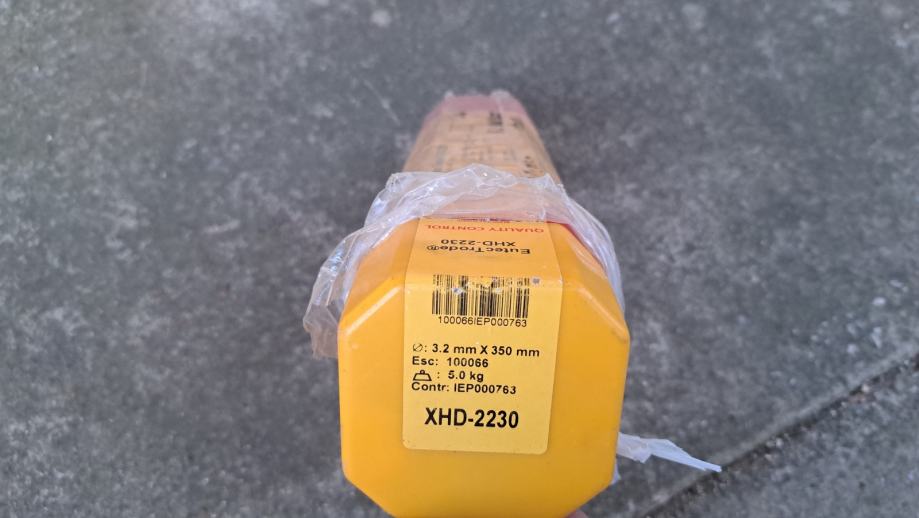 QUALITY CONTROL
EutecTrode®
XHD-2230
100066IEP000763
Ø: 3.2 mm X 350 mm
Esc: 100066
: 5.0 kg
Contr: IEP000763
XHD-2230